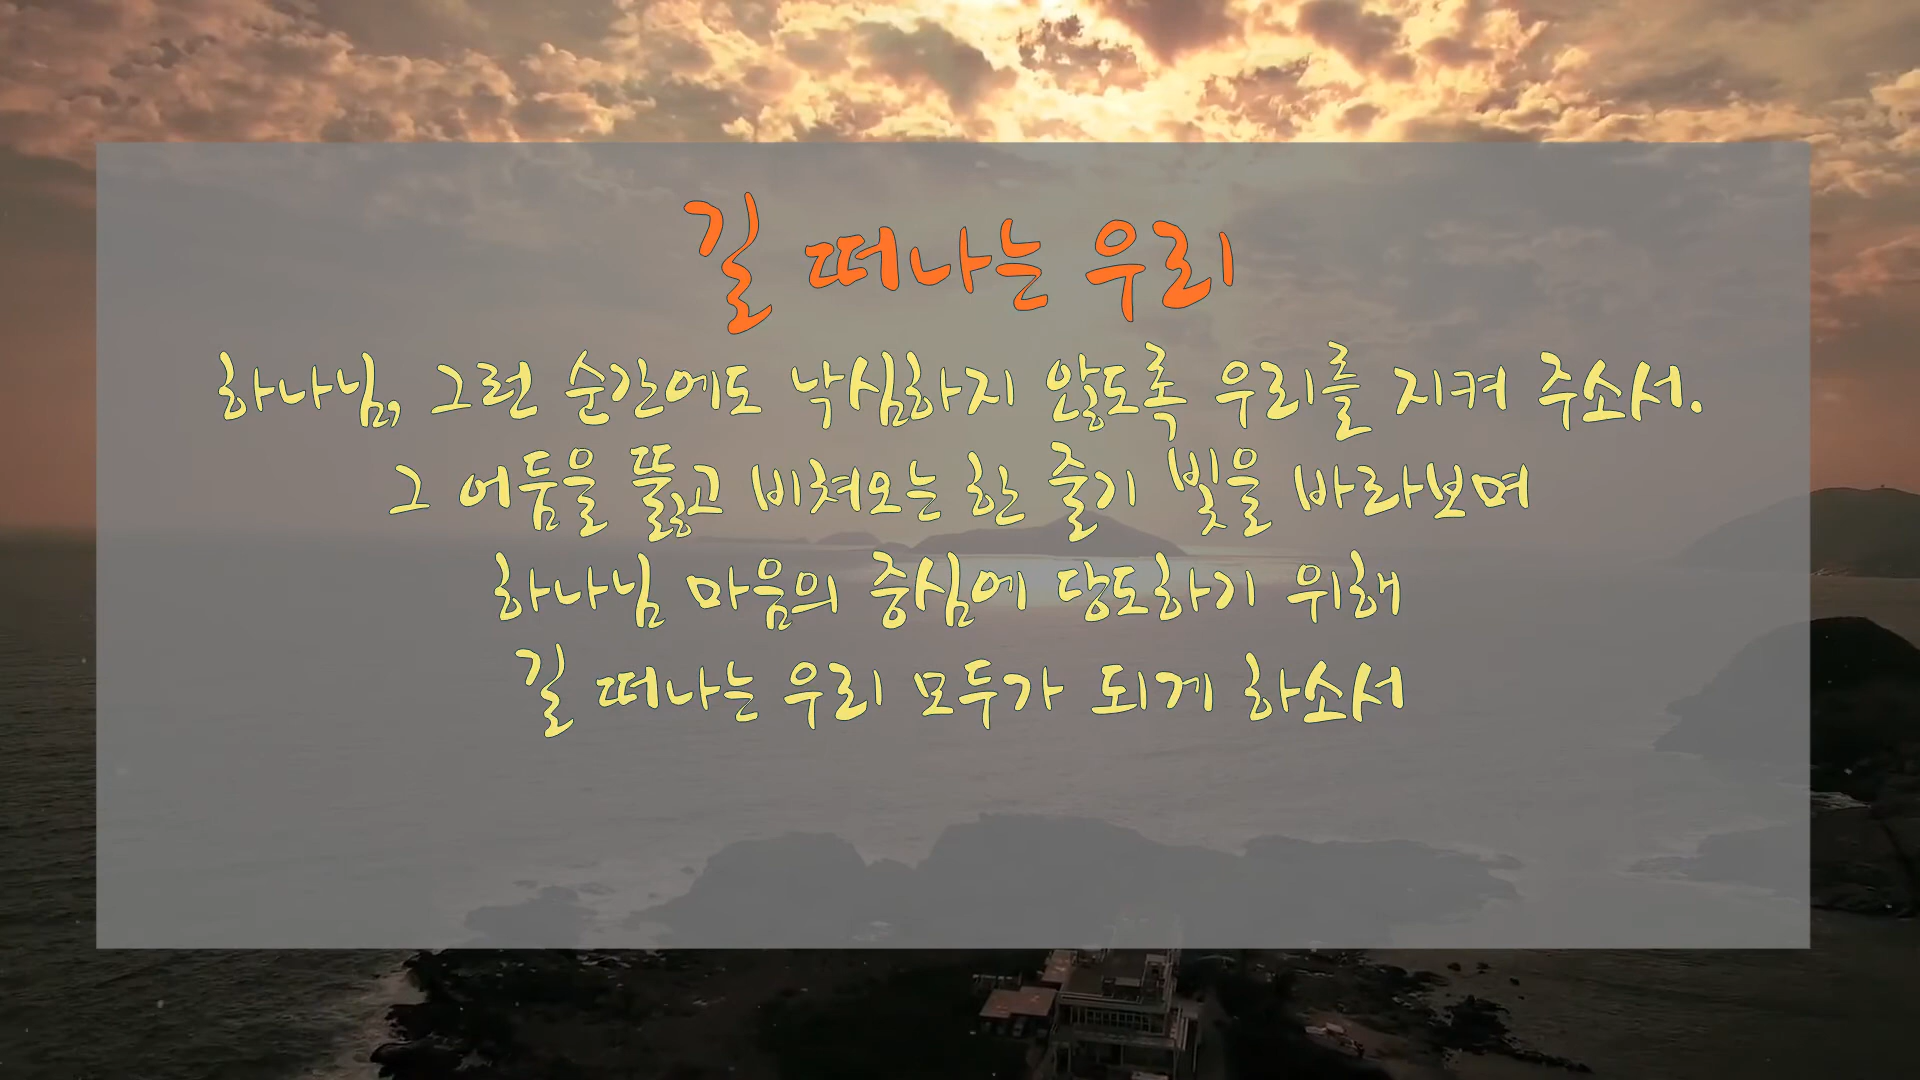 길 떠나는 우리
하나님, 그런 순간에도 낙심하지 않도록 우리를 지켜 주소서.
그 어둠을 뚫고 비쳐오는 한 줄기 빛을 바라보며
하나님 마음의 중심에 당도하기 위해
길 떠나는 우리 모두가 되게 하소서